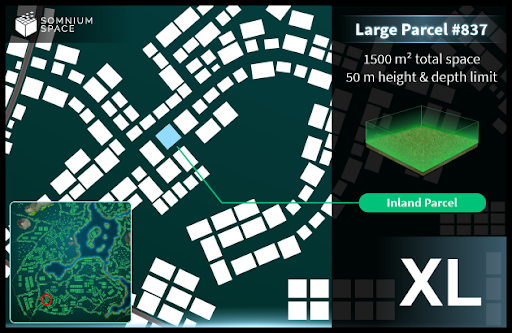 SOMNIUM
SPACE
Large Parcel #837
1500 m² total space
50 m height & depth limit
Inland Parcel
XL